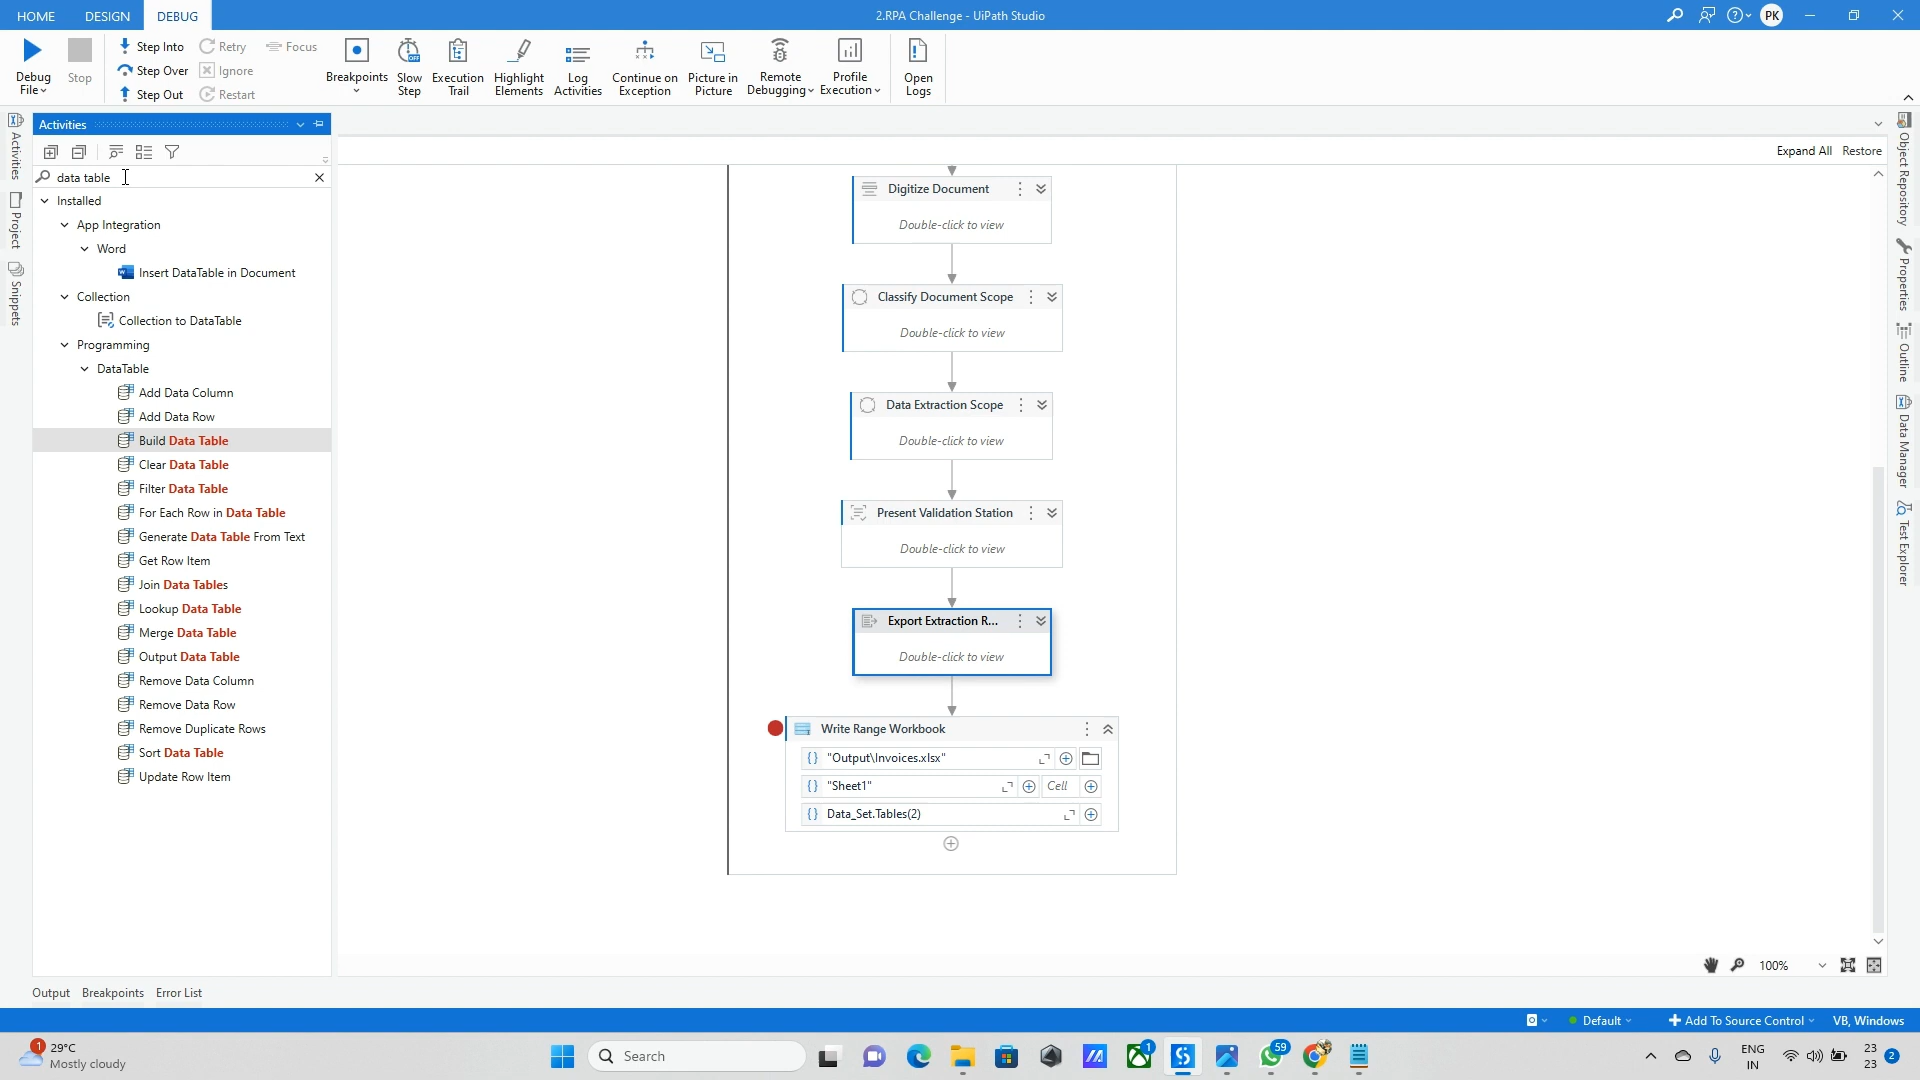 HOME DESIGN DEBUG
2.RPA Challenge - UiPath Studio
PK
Debug File
Stop
Step Into
Step Over
Step Out
Retry
Ignore
Restart
Focus
Breakpoints
Slow Step
OFF
Execution Trail
Highlight Elements
Log Activities
Continue on Exception
Picture in Picture
Remote Debugging
Profile Execution
Open Logs
Activities
Project
Snippets
Activities
data table
Installed
App Integration
Word
Insert DataTable in Document
Collection
Collection to DataTable
Programming
DataTable
Add Data Column
Add Data Row
Build Data Table
Clear Data Table
Filter Data Table
For Each Row in Data Table
Generate Data Table From Text
Get Row Item
Join Data Tables
Lookup Data Table
Merge Data Table
Output Data Table
Remove Data Column
Remove Data Row
Remove Duplicate Rows
Sort Data Table
Update Row Item
Expand All Restore
Digitize Document
Double-click to view
Classify Document Scope
Double-click to view
Data Extraction Scope
Double-click to view
Present Validation Station
Double-click to view
Export Extraction R...
Double-click to view
Write Range Workbook
"Output\Invoices.xlsx"
"Sheet1"
Cell
Data_Set.Tables(2)
Object Repository
Properties
Outline
Data Manager
Test Explorer
100%
Output Breakpoints Error List
Default
Add To Source Control
VB, Windows
1
29°C
Mostly cloudy
Search
1
59
ENG
IN
23
23
2